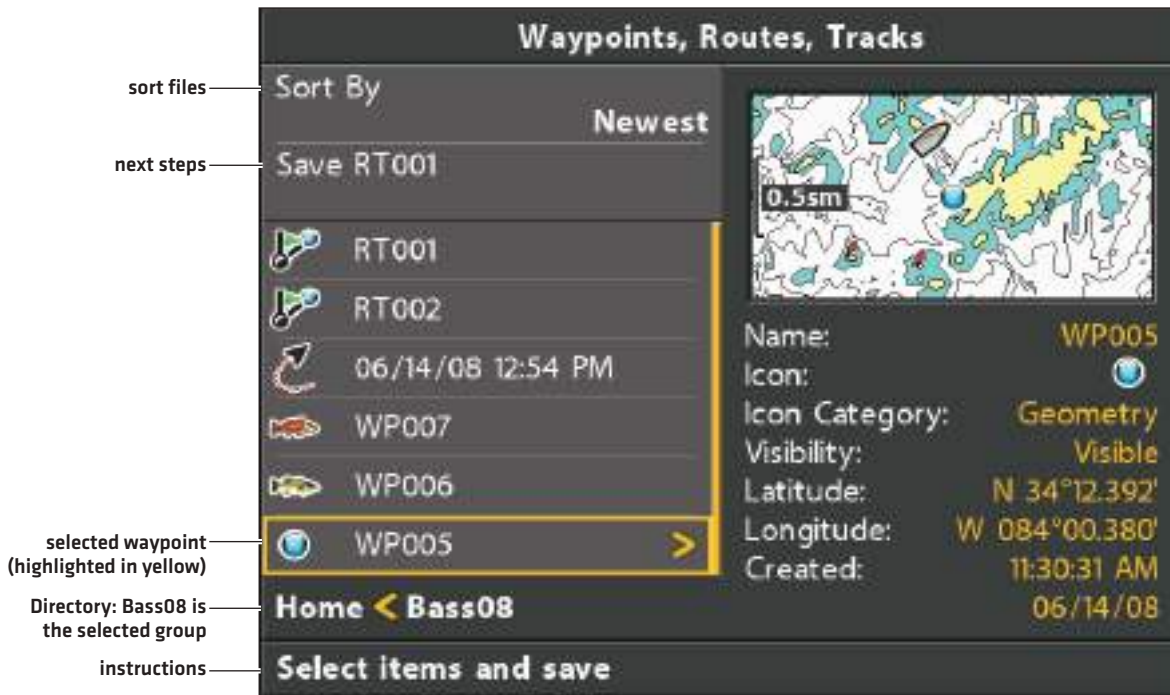 Waypoints, Routes, Tracks
sort files
Sort By
Newest
next steps
Save RT001
RT001
RT002
06/14/08 12:54 PM
WP007
WP006
selected waypoint
(highlighted in yellow)
WP005 >
0.5sm
Name: WP005
Icon:
Icon Category: Geometry
Visibility: Visible
Latitude: N 34°12.392'
Longitude: W 084°00.380'
Created: 11:30:31 AM
06/14/08
Directory: Bass08 is
the selected group
Home < Bass08
instructions
Select items and save